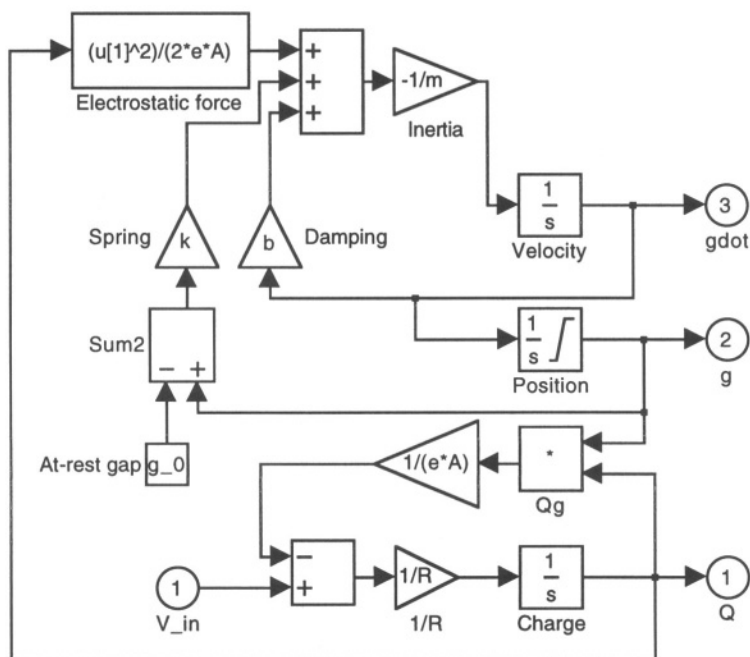 (u[1]^2)/(2*e*A)
Electrostatic force
+
+
+
-1/m
Inertia
Spring
k
b
Damping
1
s
Velocity
3
gdot
Sum2
−
+
1
s
Position
2
g
At-rest gap
g_0
1/(e*A)
*
Qg
1
V_in
−
+
1/R
1/R
1
s
Charge
1
Q